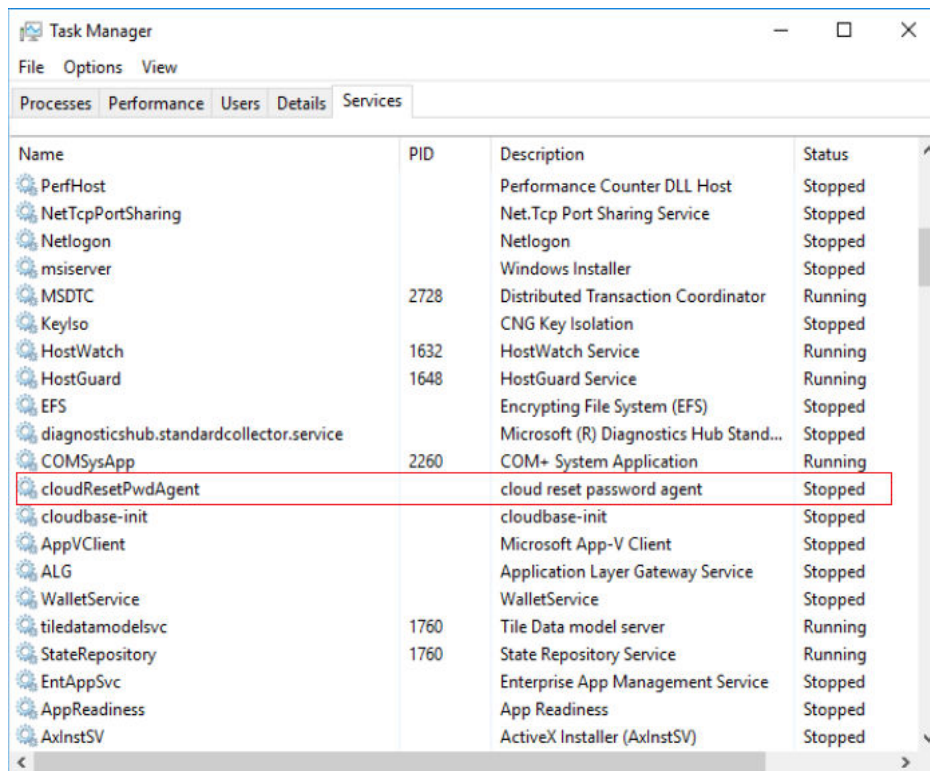 Task Manager
File Options View
Processes Performance Users Details Services
Name PID Description Status
PerfHost Performance Counter DLL Host Stopped
NetTcpPortSharing Net.Tcp Port Sharing Service Stopped
Netlogon Netlogon Stopped
msiserver Windows Installer Stopped
MSDTC 2728 Distributed Transaction Coordinator Running
KeyIso CNG Key Isolation Stopped
HostWatch 1632 HostWatch Service Running
HostGuard 1648 HostGuard Service Running
EFS Encrypting File System (EFS) Stopped
diagnosticshub.standardcollector.service Microsoft (R) Diagnostics Hub Stand... Stopped
COMSysApp 2260 COM+ System Application Running
cloudResetPwdAgent cloud reset password agent Stopped
cloudbase-init cloudbase-init Stopped
AppVClient Microsoft App-V Client Stopped
ALG Application Layer Gateway Service Stopped
WalletService WalletService Stopped
tiledatamodelsvc 1760 Tile Data model server Running
StateRepository 1760 State Repository Service Running
EntAppSvc Enterprise App Management Service Stopped
AppReadiness App Readiness Stopped
AxInstSV ActiveX Installer (AxInstSV) Stopped